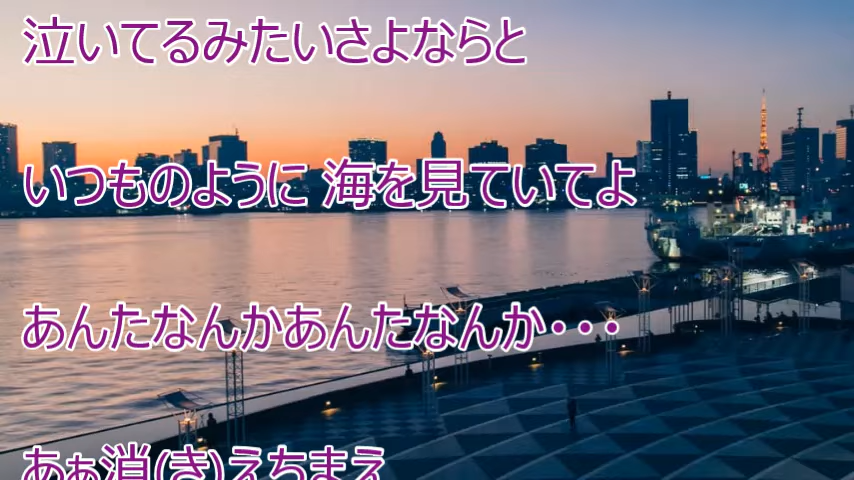 泣いてるみたいさよならと
いつものように 海を見ていてよ
あんたなんかあんたなんか・・・
あぁ消(き)えちまえ